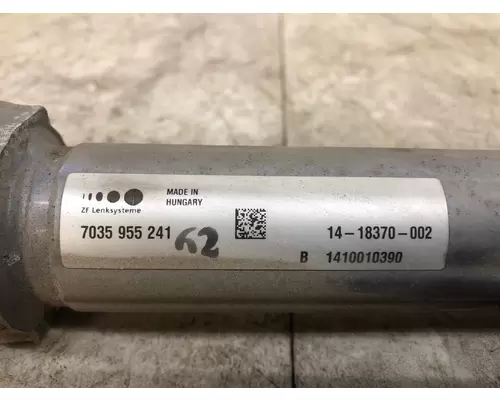 ZF Lenksysteme
MADE IN
HUNGARY
7035 955 241
62
14-18370-002
B 1410010390